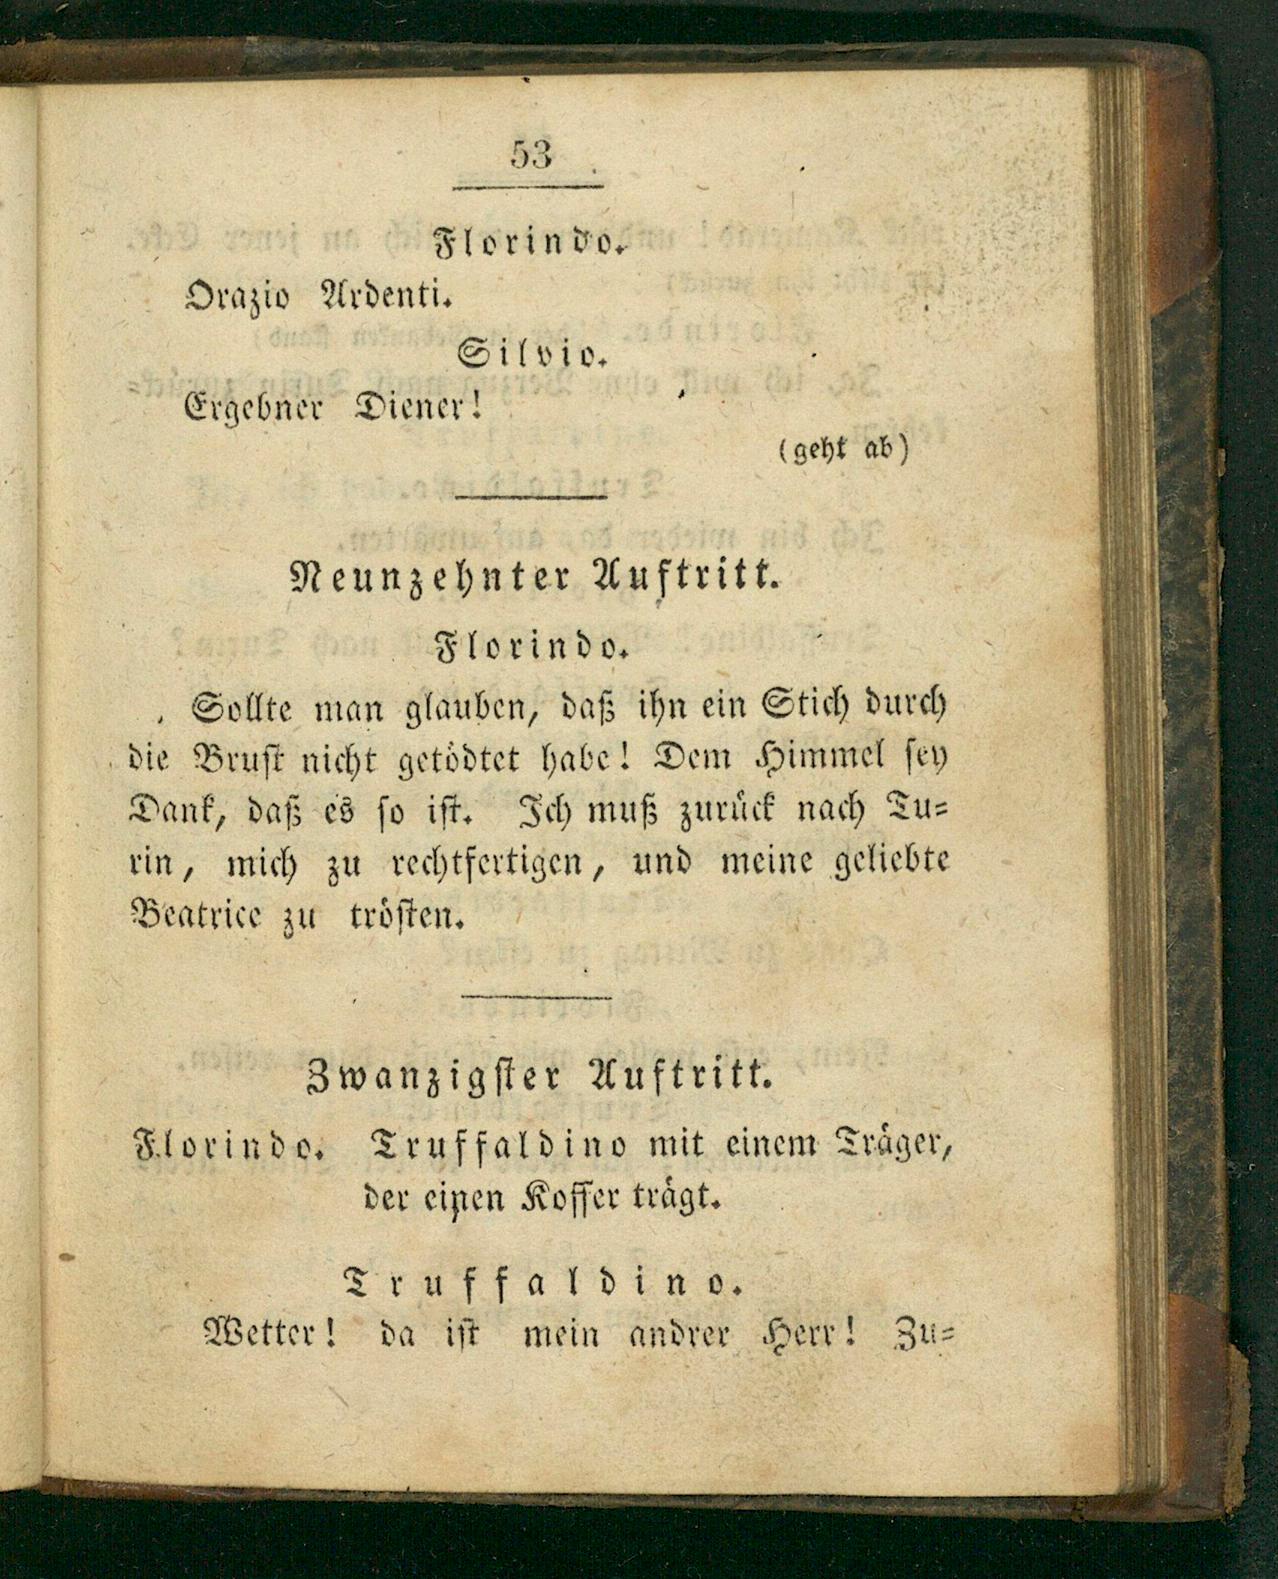 53
Florindo.
Orazio Ardenti.
Silvio.
Ergebner Diener!
(geht ab)
Neunzehnter Auftritt.
Florindo.
Sollte man glauben, daß ihn ein Stich durch
die Brust nicht getödtet habe! Dem Himmel sey
Dank, daß es so ist. Ich muß zurück nach Tu=
rin, mich zu rechtfertigen, und meine geliebte
Beatrice zu trösten.
Zwanzigster Auftritt.
Florindo. Truffaldino mit einem Träger,
der einen Koffer trägt.
Truffaldino.
Wetter! da ist mein andrer Herr! Zu=